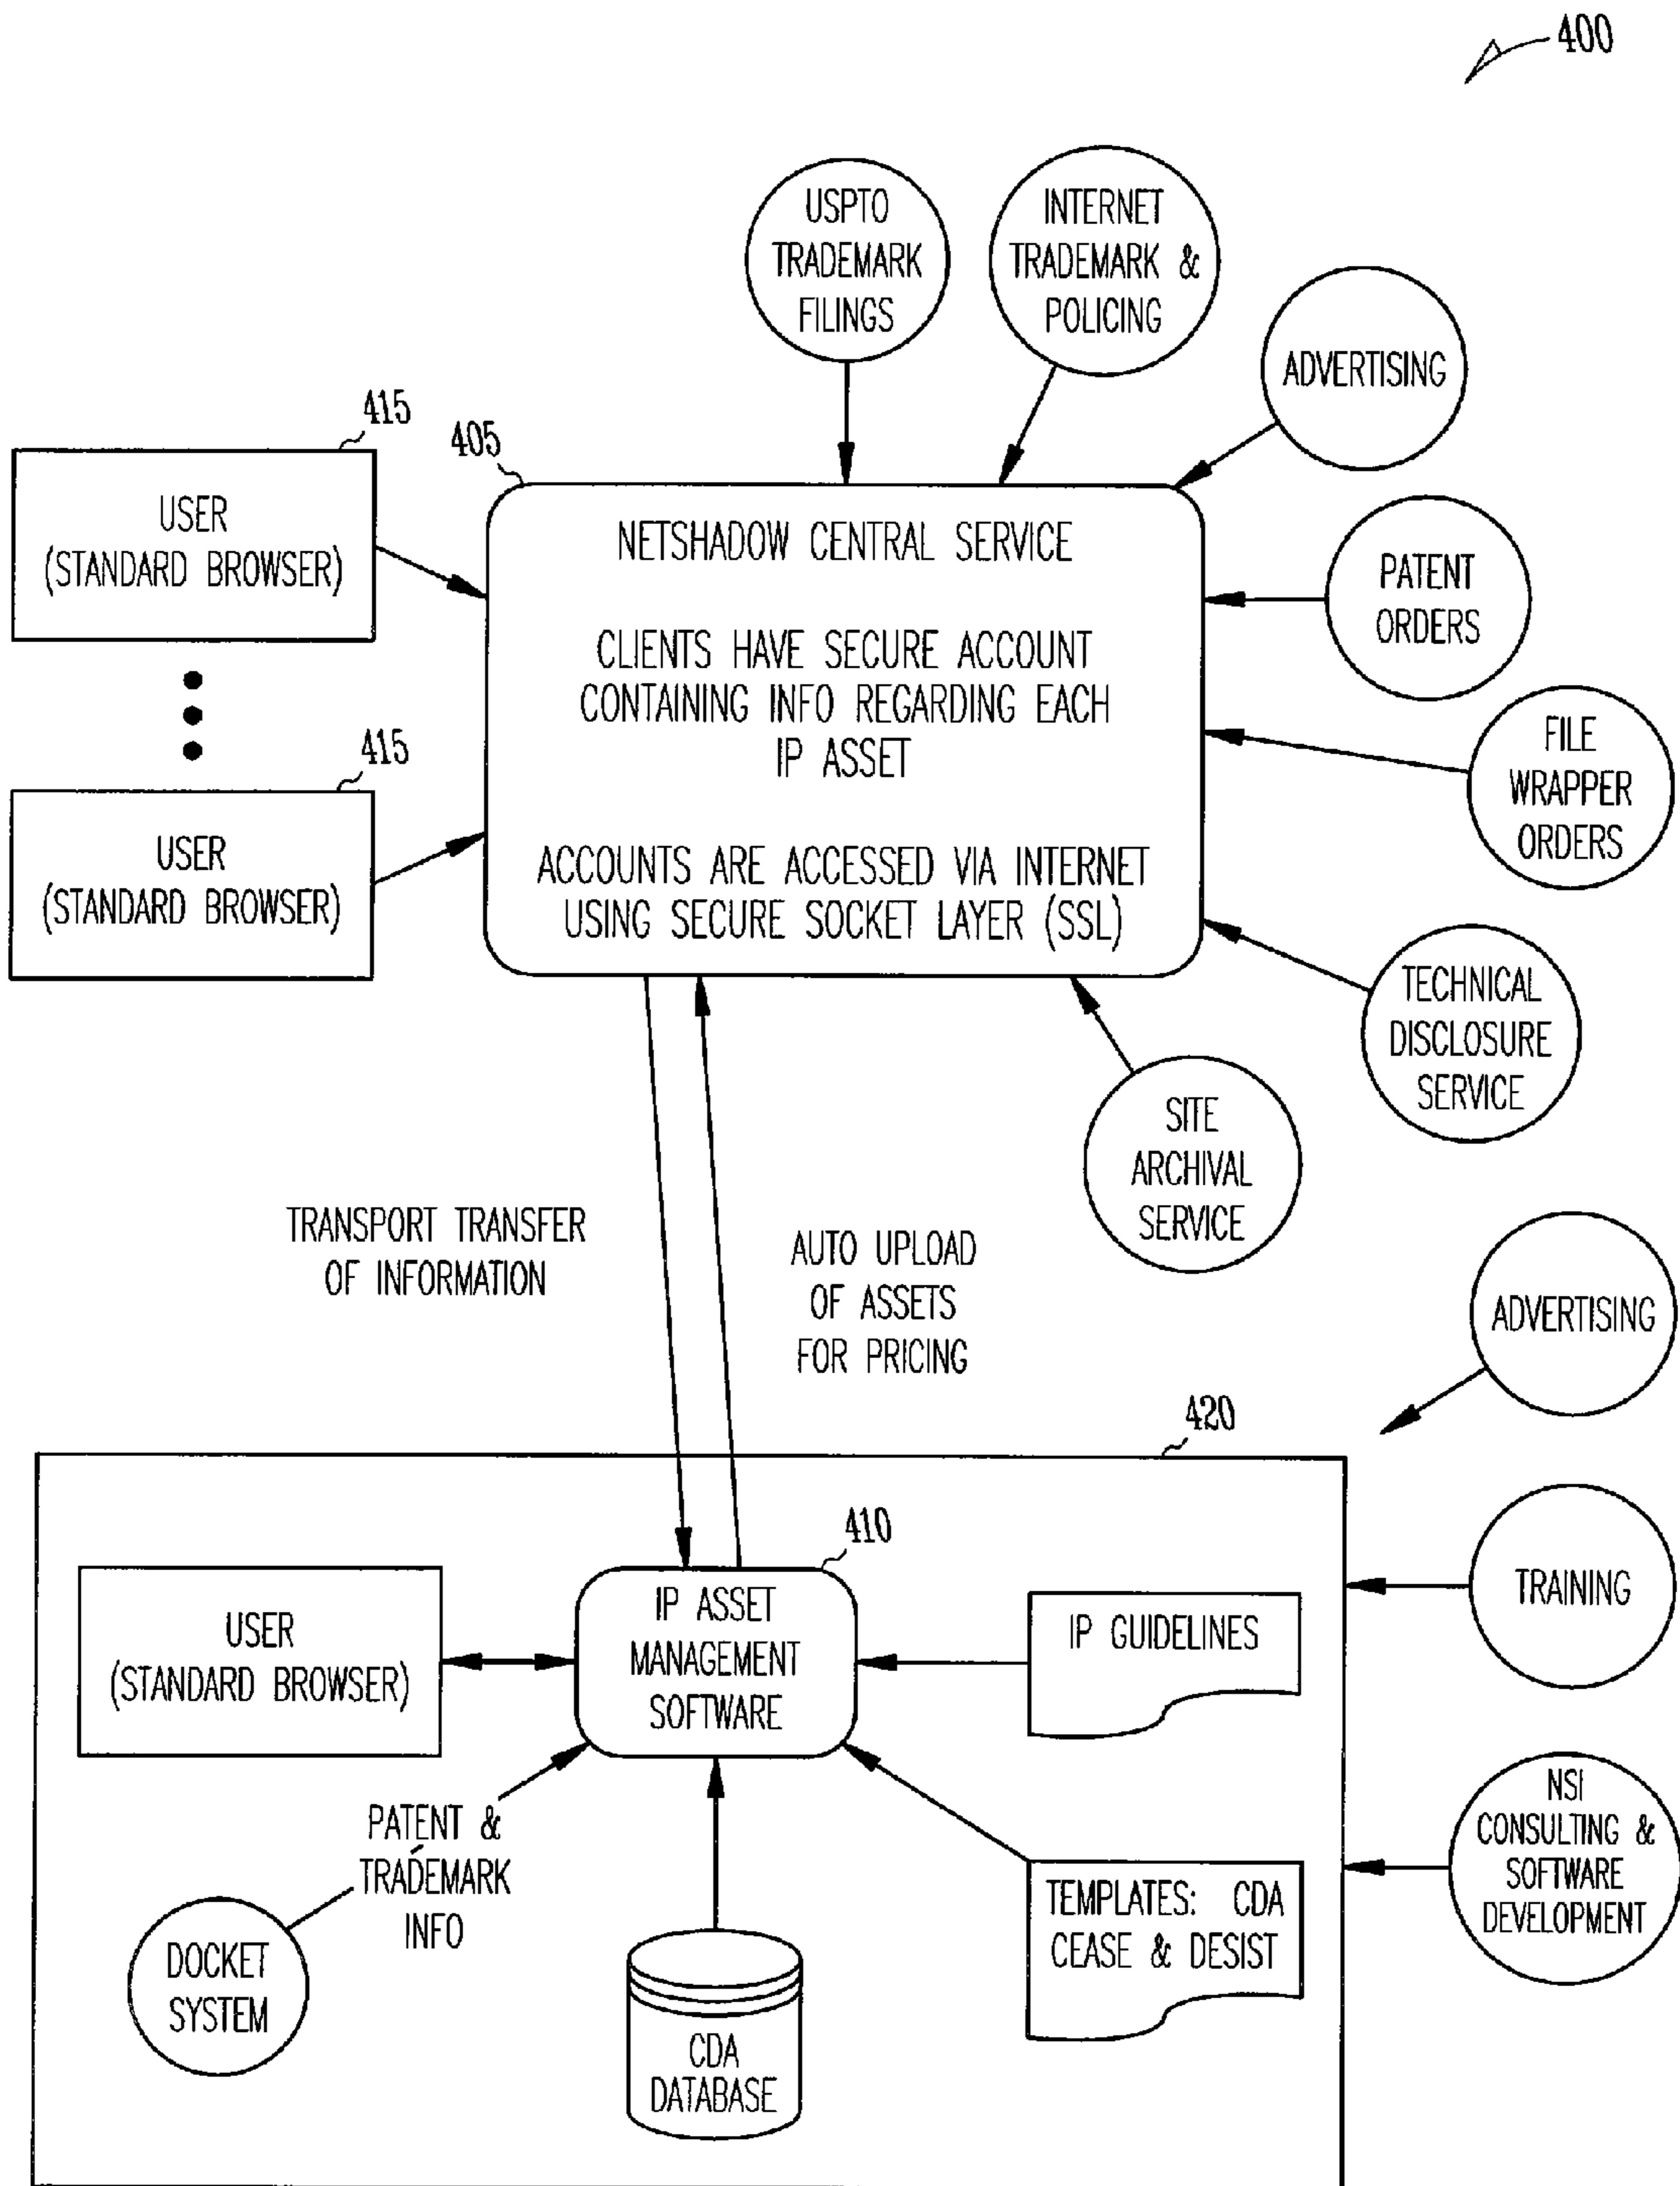 400
USPTO
TRADEMARK
FILINGS
INTERNET
TRADEMARK &
POLICING
ADVERTISING
415
USER
(STANDARD BROWSER)
405
NETSHADOW CENTRAL SERVICE
CLIENTS HAVE SECURE ACCOUNT
CONTAINING INFO REGARDING EACH
IP ASSET
ACCOUNTS ARE ACCESSED VIA INTERNET
USING SECURE SOCKET LAYER (SSL)
PATENT
ORDERS
415
USER
(STANDARD BROWSER)
FILE
WRAPPER
ORDERS
TECHNICAL
DISCLOSURE
SERVICE
SITE
ARCHIVAL
SERVICE
TRANSPORT TRANSFER
OF INFORMATION
AUTO UPLOAD
OF ASSETS
FOR PRICING
ADVERTISING
420
410
USER
(STANDARD BROWSER)
IP ASSET
MANAGEMENT
SOFTWARE
IP GUIDELINES
TRAINING
PATENT &
TRADEMARK
INFO
DOCKET
SYSTEM
CDA
DATABASE
TEMPLATES: CDA
CEASE & DESIST
NSI
CONSULTING &
SOFTWARE
DEVELOPMENT